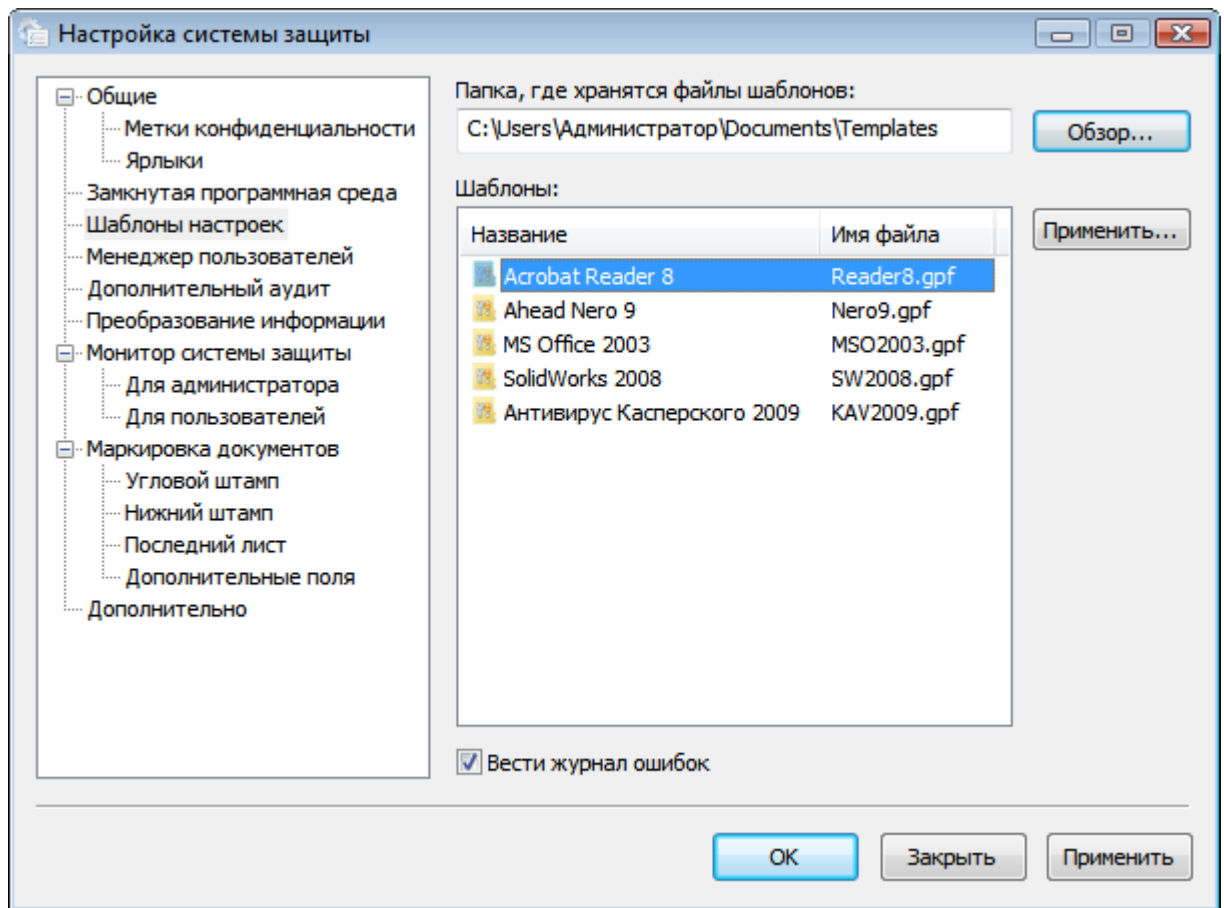 Настройка системы защиты
Общие
Метки конфиденциальности
Ярлыки
Замкнутая программная среда
Шаблоны настроек
Менеджер пользователей
Дополнительный аудит
Преобразование информации
Монитор системы защиты
Для администратора
Для пользователей
Маркировка документов
Угловой штамп
Нижний штамп
Последний лист
Дополнительные поля
Дополнительно
Папка, где хранятся файлы шаблонов:
C:\Users\Администратор\Documents\Templates
Обзор...
Шаблоны:
Название Имя файла
Применить...
Acrobat Reader 8 Reader8.gpf
Ahead Nero 9 Nero9.gpf
MS Office 2003 MSO2003.gpf
SolidWorks 2008 SW2008.gpf
Антивирус Касперского 2009 KAV2009.gpf
Вести журнал ошибок
OK Закрыть Применить